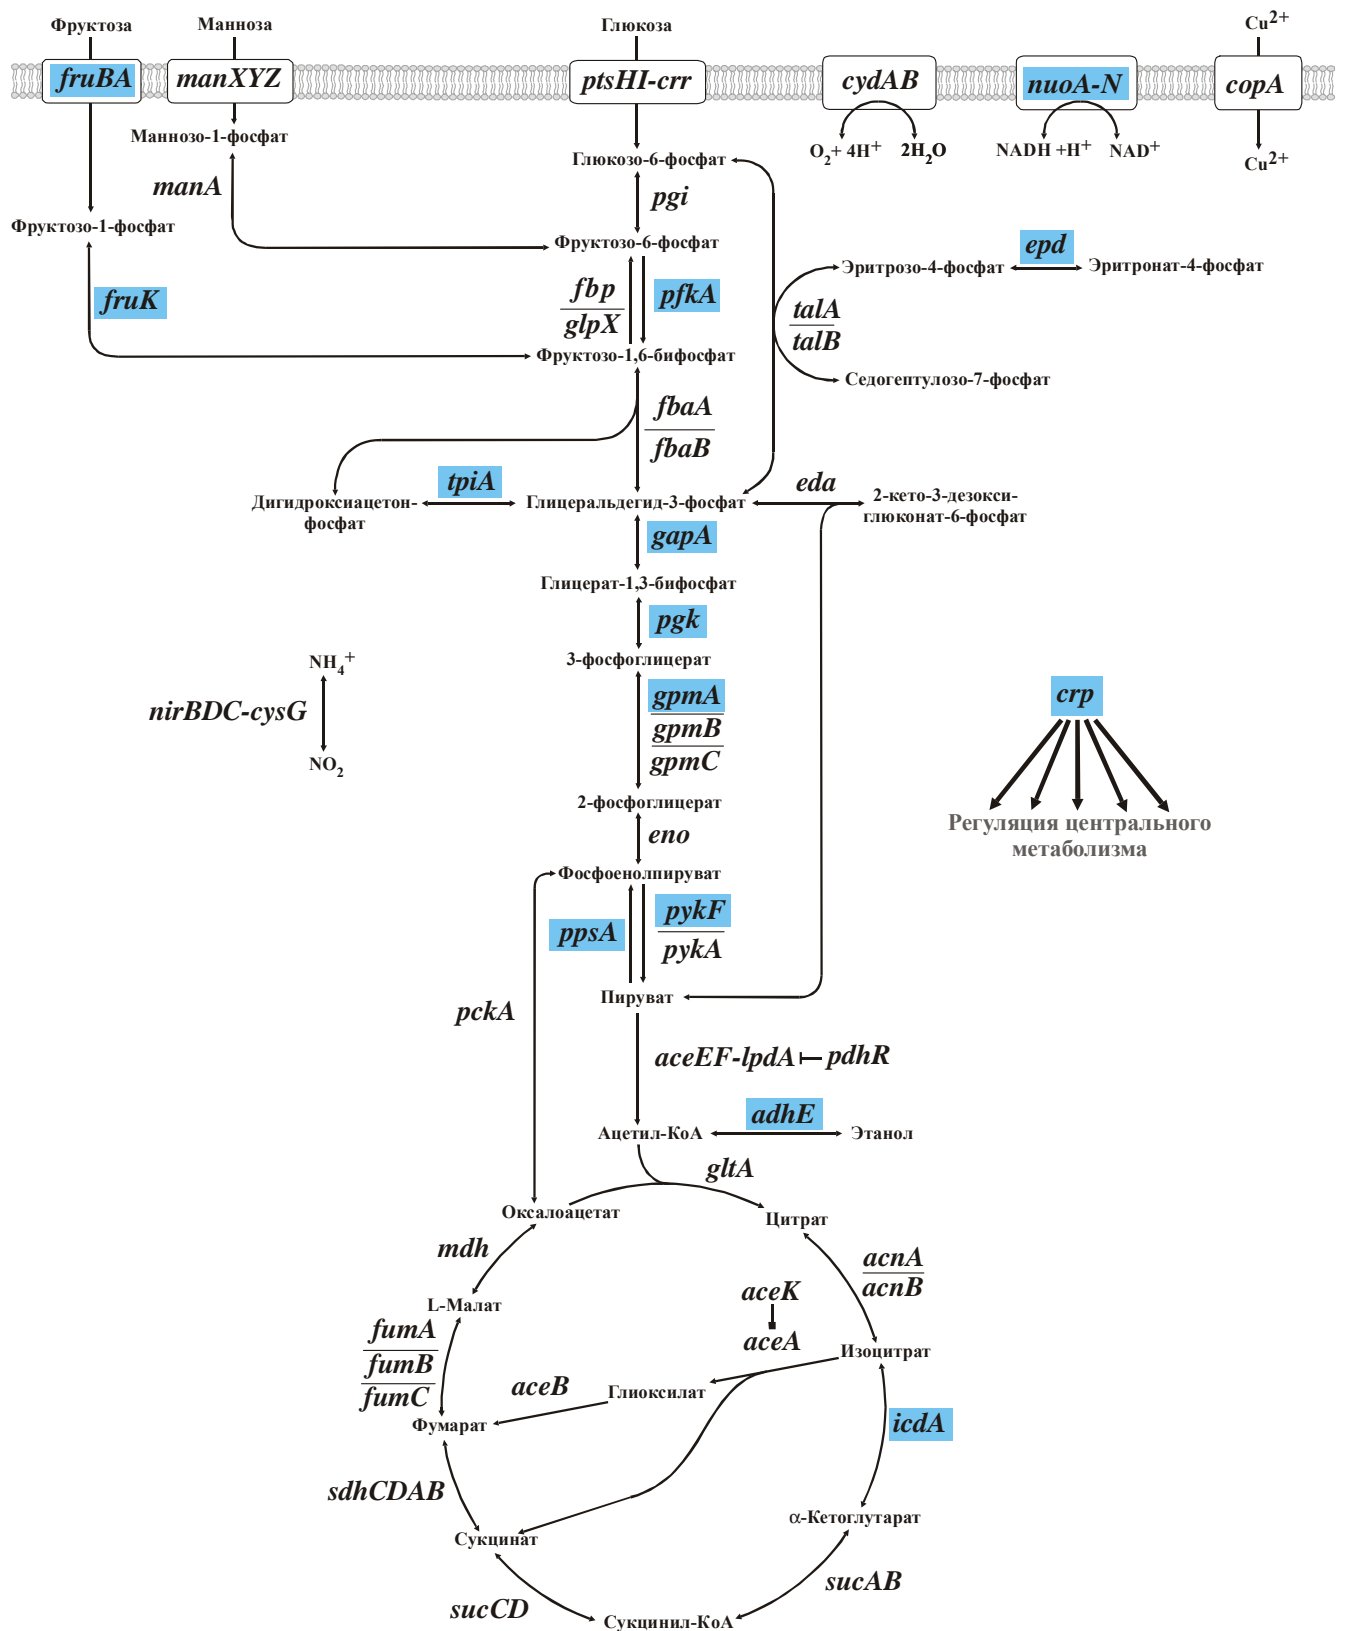 Фруктоза
Манноза
Глюкоза
Cu2+
fruBA
manXYZ
ptsHI-crr
cydAB
nuoA-N
copA
Маннозо-1-фосфат
O2+ 4H+
2H2O
NADH +H+
NAD+
Cu2+
Глюкозо-6-фосфат
manA
pgi
Фруктозо-1-фосфат
Фруктозо-6-фосфат
epd
Эритрозо-4-фосфат
Эритронат-4-фосфат
fruK
fbp
glpX
pfkA
talA
talB
Фруктозо-1,6-бифосфат
Седогептулозо-7-фосфат
fbaA
fbaB
tpiA
eda
Дигидроксиацетон-
фосфат
Глицеральдегид-3-фосфат
2-кето-3-дезокси-
глюконат-6-фосфат
gapA
Глицерат-1,3-бифосфат
pgk
3-фосфоглицерат
NH4+
nirBDC-cysG
NO2
gpmA
gpmB
gpmC
crp
Регуляция центрального
метаболизма
2-фосфоглицерат
eno
Фосфоенолпируват
ppsA
pykF
pykA
Пируват
pckA
aceEF-lpdA
pdhR
adhE
Ацетил-КоА
Этанол
gltA
Оксалоацетат
Цитрат
mdh
acnA
acnB
aceK
L-Малат
aceA
Изоцитрат
fumA
fumB
fumC
aceB
Глиоксилат
Фумарат
icdA
sdhCDAB
α-Кетоглутарат
Сукцинат
sucAB
sucCD
Сукцинил-КоА